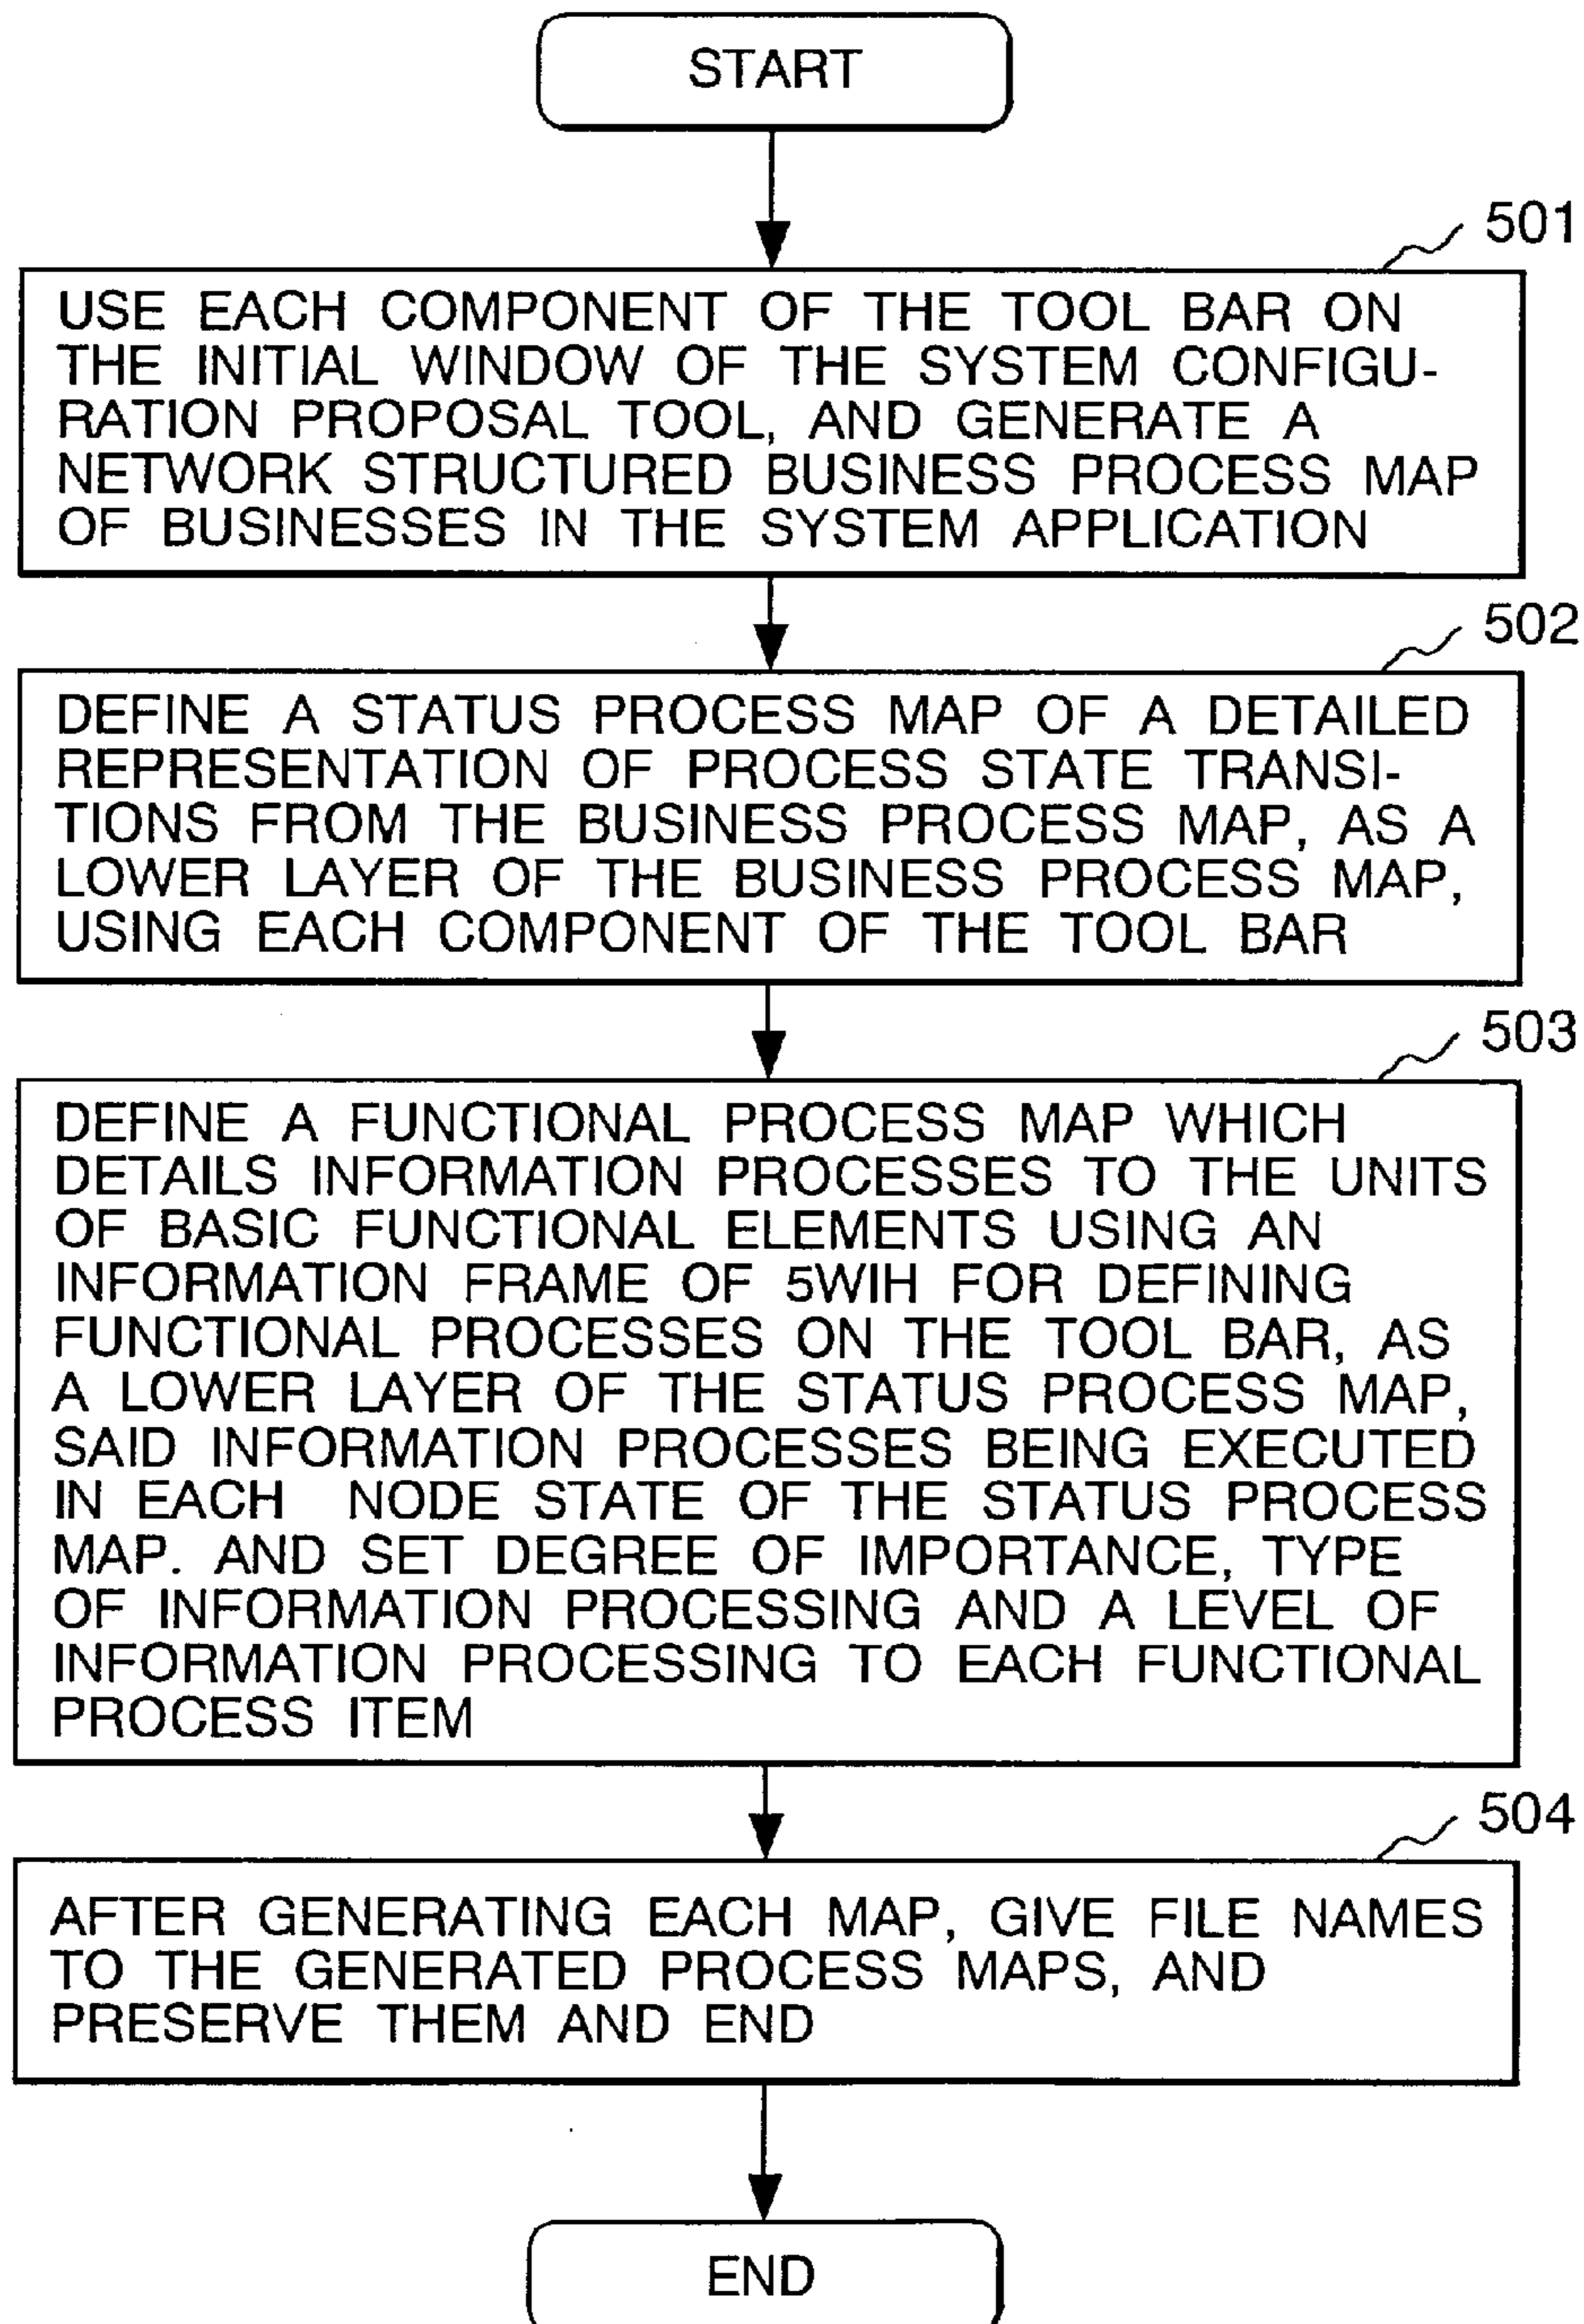 START
501
USE EACH COMPONENT OF THE TOOL BAR ON
THE INITIAL WINDOW OF THE SYSTEM CONFIGU-
RATION PROPOSAL TOOL, AND GENERATE A
NETWORK STRUCTURED BUSINESS PROCESS MAP
OF BUSINESSES IN THE SYSTEM APPLICATION
502
DEFINE A STATUS PROCESS MAP OF A DETAILED
REPRESENTATION OF PROCESS STATE TRANSI-
TIONS FROM THE BUSINESS PROCESS MAP, AS A
LOWER LAYER OF THE BUSINESS PROCESS MAP,
USING EACH COMPONENT OF THE TOOL BAR
503
DEFINE A FUNCTIONAL PROCESS MAP WHICH
DETAILS INFORMATION PROCESSES TO THE UNITS
OF BASIC FUNCTIONAL ELEMENTS USING AN
INFORMATION FRAME OF 5WIH FOR DEFINING
FUNCTIONAL PROCESSES ON THE TOOL BAR, AS
A LOWER LAYER OF THE STATUS PROCESS MAP,
SAID INFORMATION PROCESSES BEING EXECUTED
IN EACH NODE STATE OF THE STATUS PROCESS
MAP. AND SET DEGREE OF IMPORTANCE, TYPE
OF INFORMATION PROCESSING AND A LEVEL OF
INFORMATION PROCESSING TO EACH FUNCTIONAL
PROCESS ITEM
504
AFTER GENERATING EACH MAP, GIVE FILE NAMES
TO THE GENERATED PROCESS MAPS, AND
PRESERVE THEM AND END
END